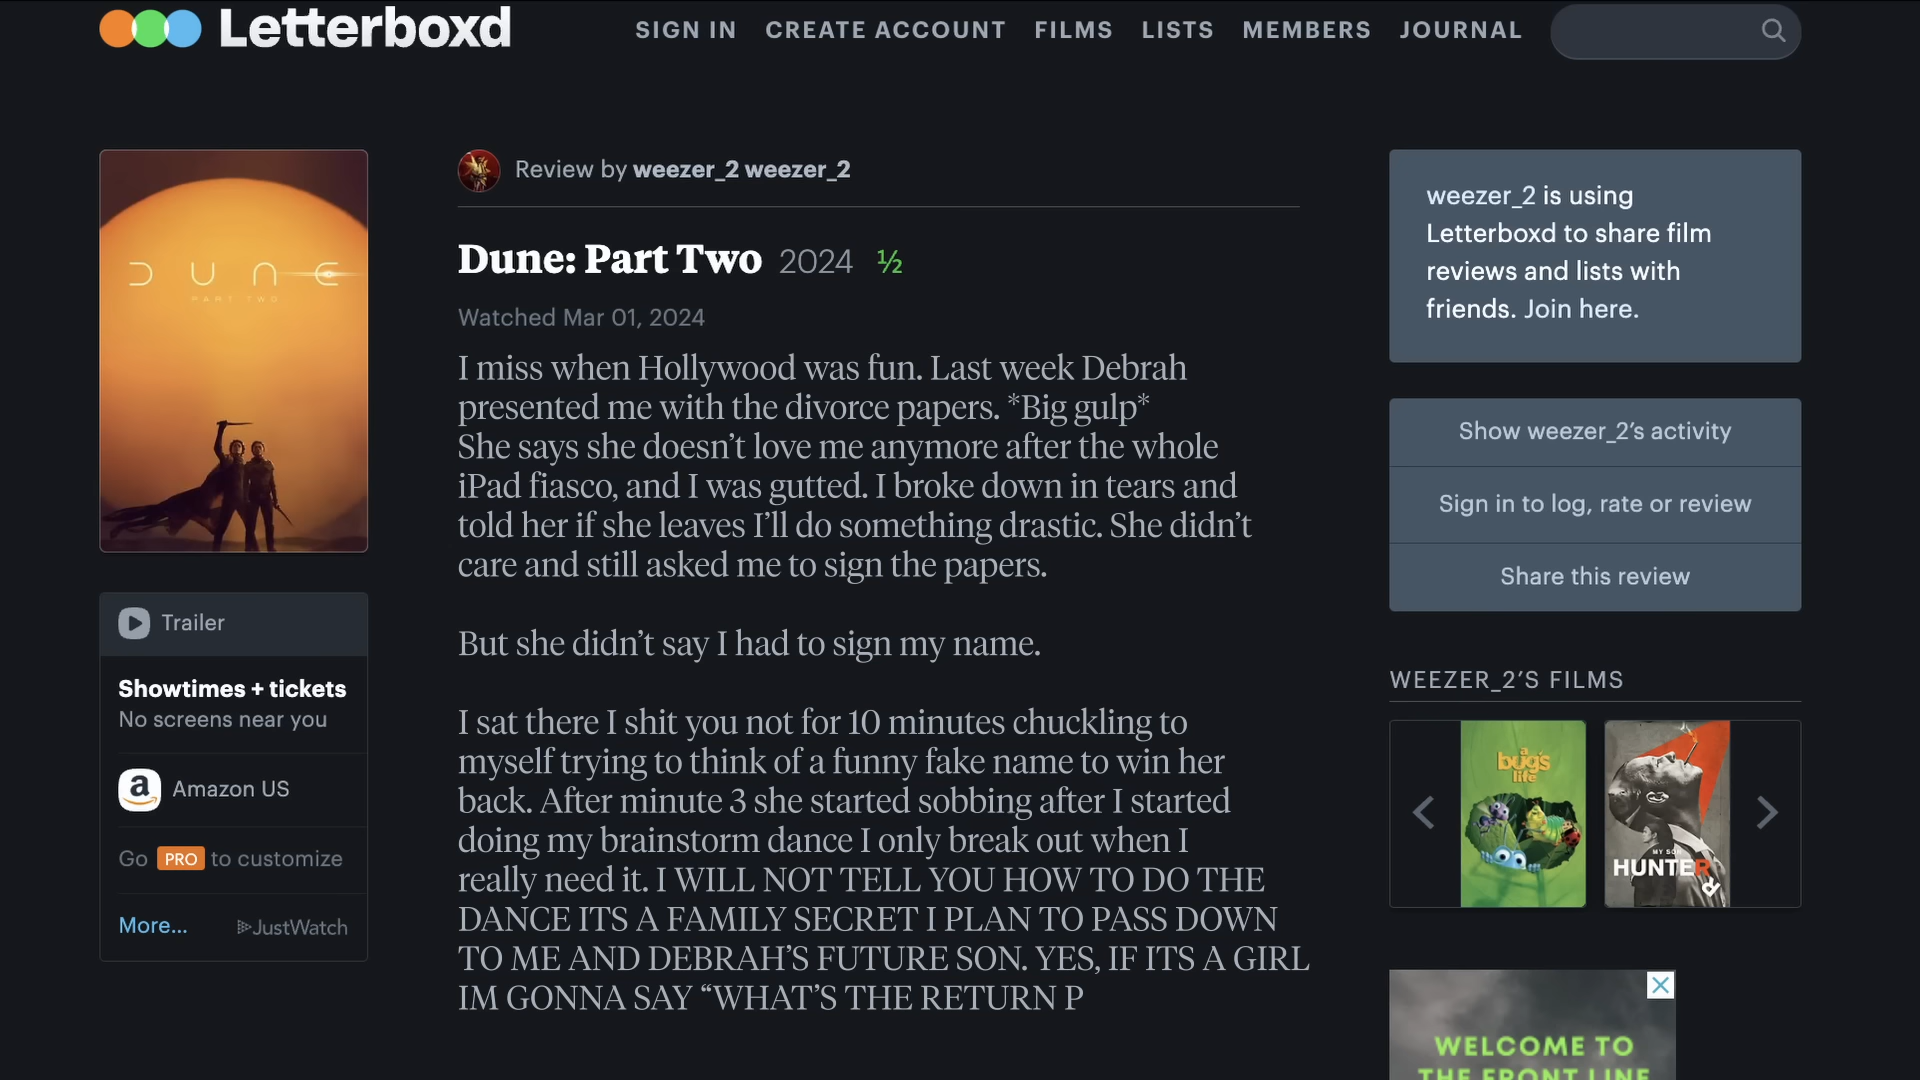 Letterboxd
SIGN IN CREATE ACCOUNT FILMS LISTS MEMBERS JOURNAL
DUNE
PART TWO
Review by weezer_2 weezer_2
Dune: Part Two 2024 ½
Watched Mar 01, 2024
I miss when Hollywood was fun. Last week Debrah
presented me with the divorce papers. *Big gulp*
She says she doesn’t love me anymore after the whole
iPad fiasco, and I was gutted. I broke down in tears and
told her if she leaves I’ll do something drastic. She didn’t
care and still asked me to sign the papers.
But she didn’t say I had to sign my name.
I sat there I shit you not for 10 minutes chuckling to
myself trying to think of a funny fake name to win her
back. After minute 3 she started sobbing after I started
doing my brainstorm dance I only break out when I
really need it. I WILL NOT TELL YOU HOW TO DO THE
DANCE ITS A FAMILY SECRET I PLAN TO PASS DOWN
TO ME AND DEBRAH’S FUTURE SON. YES, IF ITS A GIRL
IM GONNA SAY “WHAT’S THE RETURN P
Trailer
Showtimes + tickets
No screens near you
a
Amazon US
Go PRO to customize
More...
JustWatch
weezer_2 is using
Letterboxd to share film
reviews and lists with
friends. Join here.
Show weezer_2’s activity
Sign in to log, rate or review
Share this review
WEEZER_2’S FILMS
a
bug's
life
MY SON
HUNTER
WELCOME TO
THE FRONT LINE